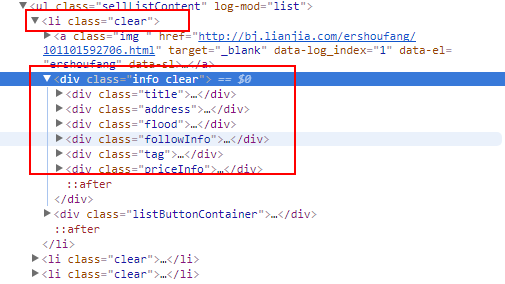 ▼<ul class="sellListContent" log-mod="list">
▼<li class="clear">
▶<a class="img " href="http://bj.lianjia.com/ershoufang/
101101592706.html" target="_blank" data-log_index="1" data-el=
"ershoufang" data-sl>…</a>
▼<div class="info clear"> == $0
▶<div class="title">…</div>
▶<div class="address">…</div>
▶<div class="flood">…</div>
▶<div class="followInfo">…</div>
▶<div class="tag">…</div>
▶<div class="priceInfo">…</div>
::after
</div>
▶<div class="listButtonContainer">…</div>
::after
</li>
▶<li class="clear">…</li>
▶<li class="clear">…</li>